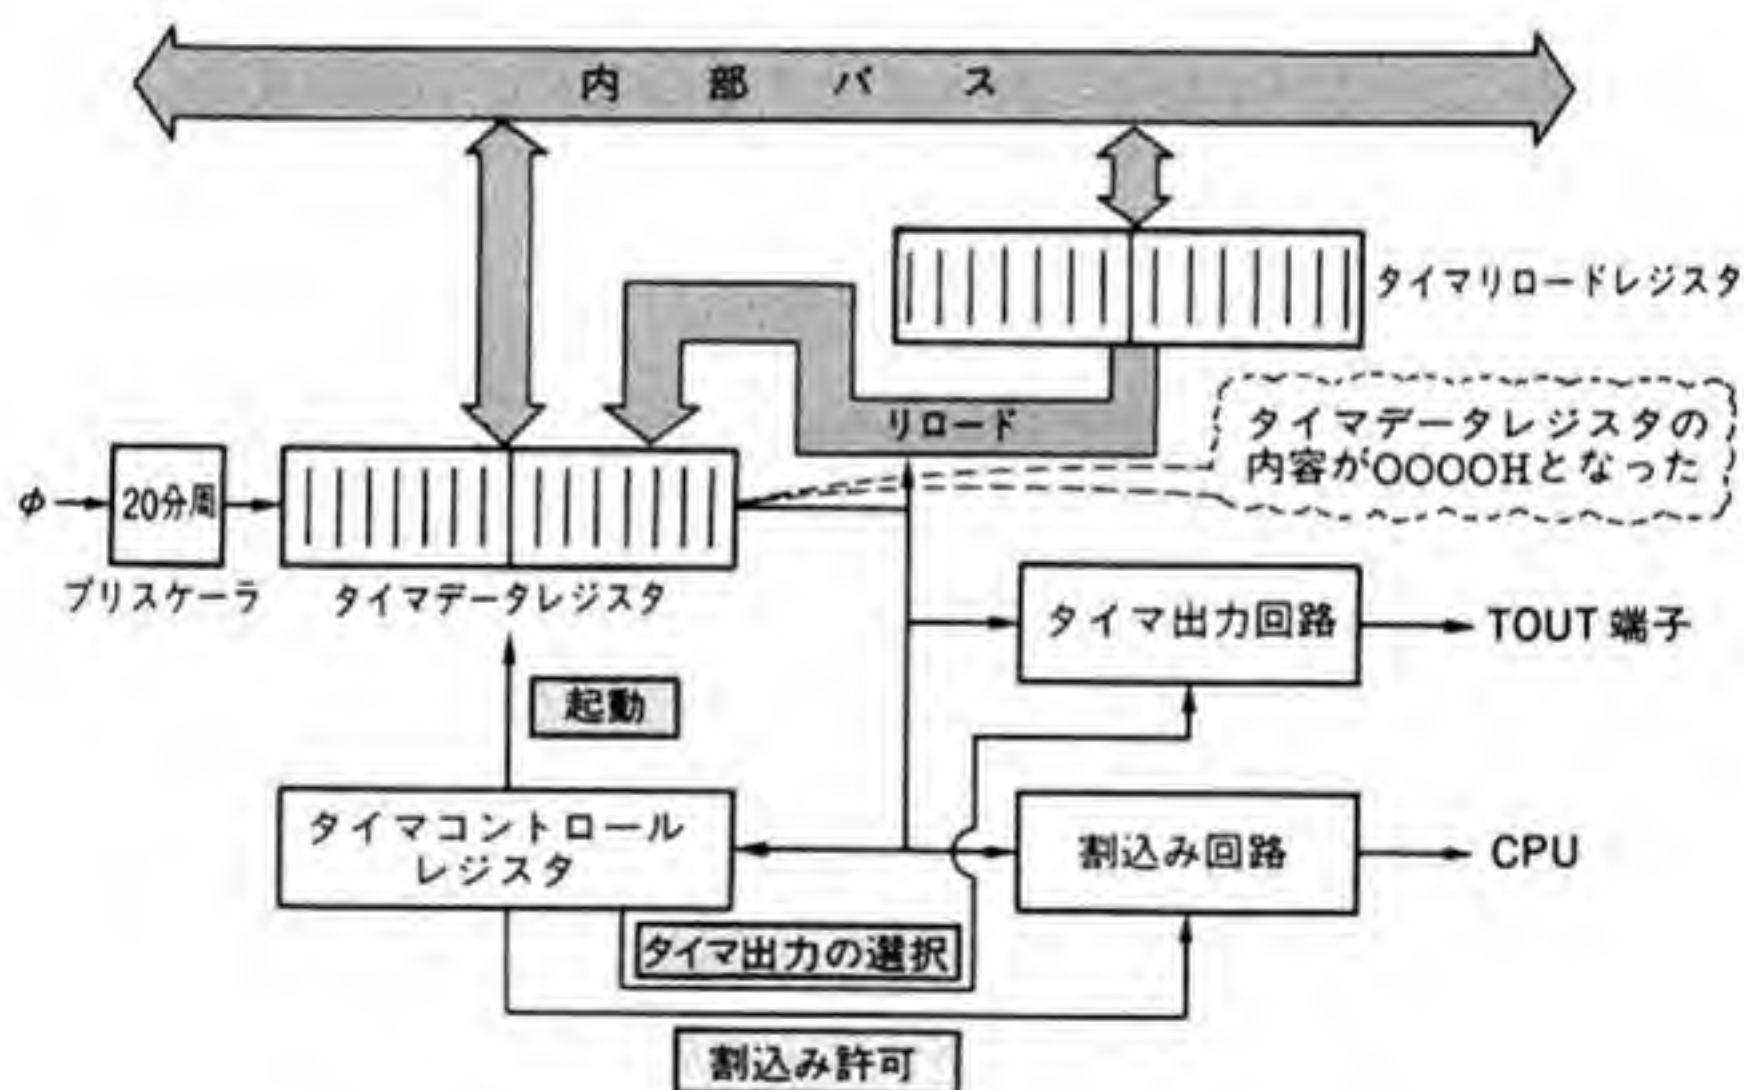 内部バス
タイマリロードレジスタ
リロード
タイマデータレジスタの
内容が0000Hとなった
φ
20分周
プリスケーラ
タイマデータレジスタ
タイマ出力回路
TOUT 端子
起動
タイマコントロール
レジスタ
割込み回路
CPU
タイマ出力の選択
割込み許可